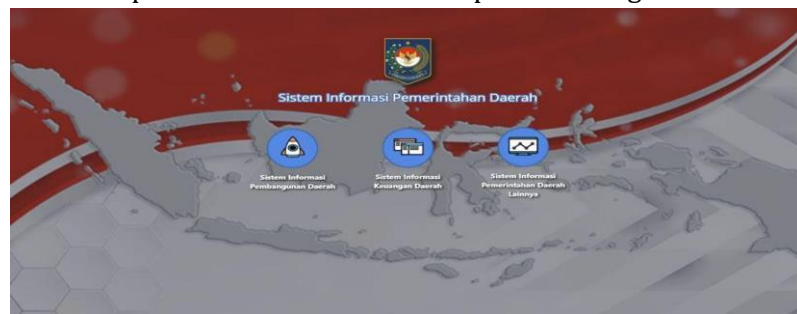 Sistem Informasi Pemerintahan Daerah
Sistem Informasi
Pembangunan Daerah
Sistem Informasi
Keuangan Daerah
Sistem Informasi
Pemerintahan Daerah
Lainnya